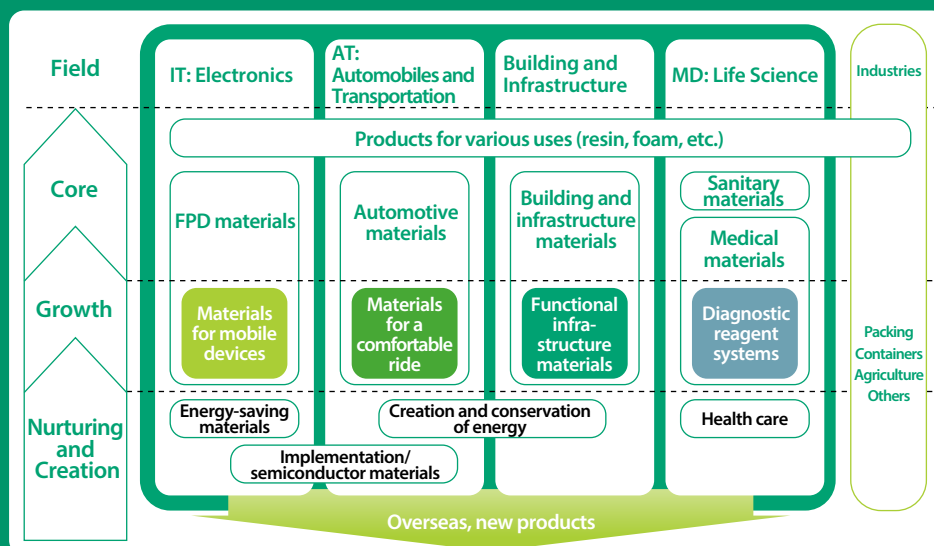 Field
IT: Electronics
AT:
Automobiles and
Transportation
Building and
Infrastructure
MD: Life Science
Industries
Products for various uses (resin, foam, etc.)
Core
FPD materials
Automotive
materials
Building and
infrastructure
materials
Sanitary
materials
Medical
materials
Growth
Materials
for mobile
devices
Materials
for a
comfortable
ride
Functional
infra-
structure
materials
Diagnostic
reagent
systems
Packing
Containers
Agriculture
Others
Nurturing
and
Creation
Energy-saving
materials
Creation and conservation
of energy
Health care
Implementation/
semiconductor materials
Overseas, new products